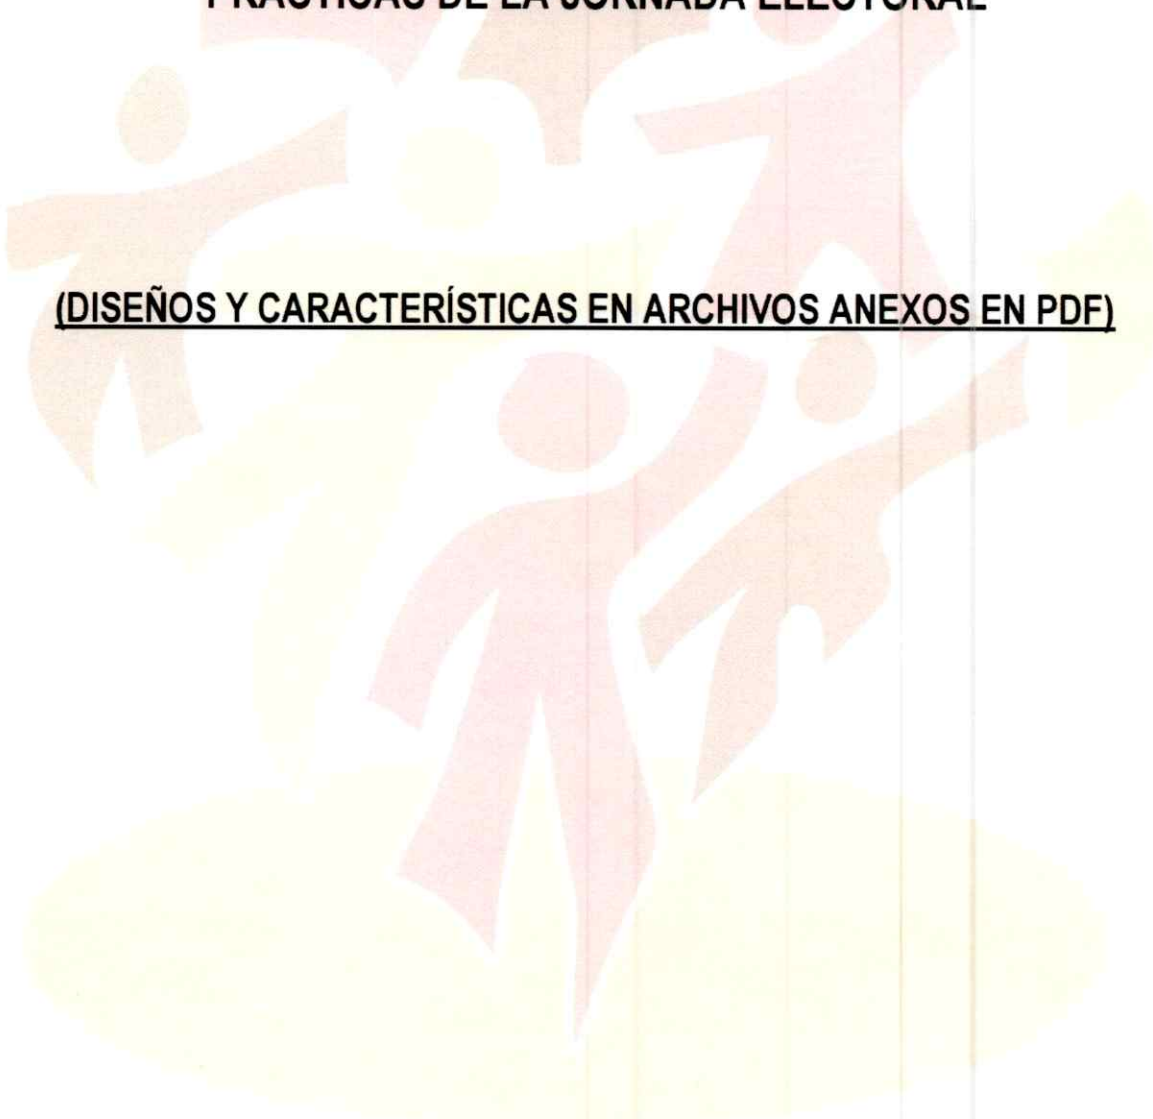 PRÁCTICAS DE LA JORNADA ELECTORAL
(DISEÑOS Y CARACTERÍSTICAS EN ARCHIVOS ANEXOS EN PDF)